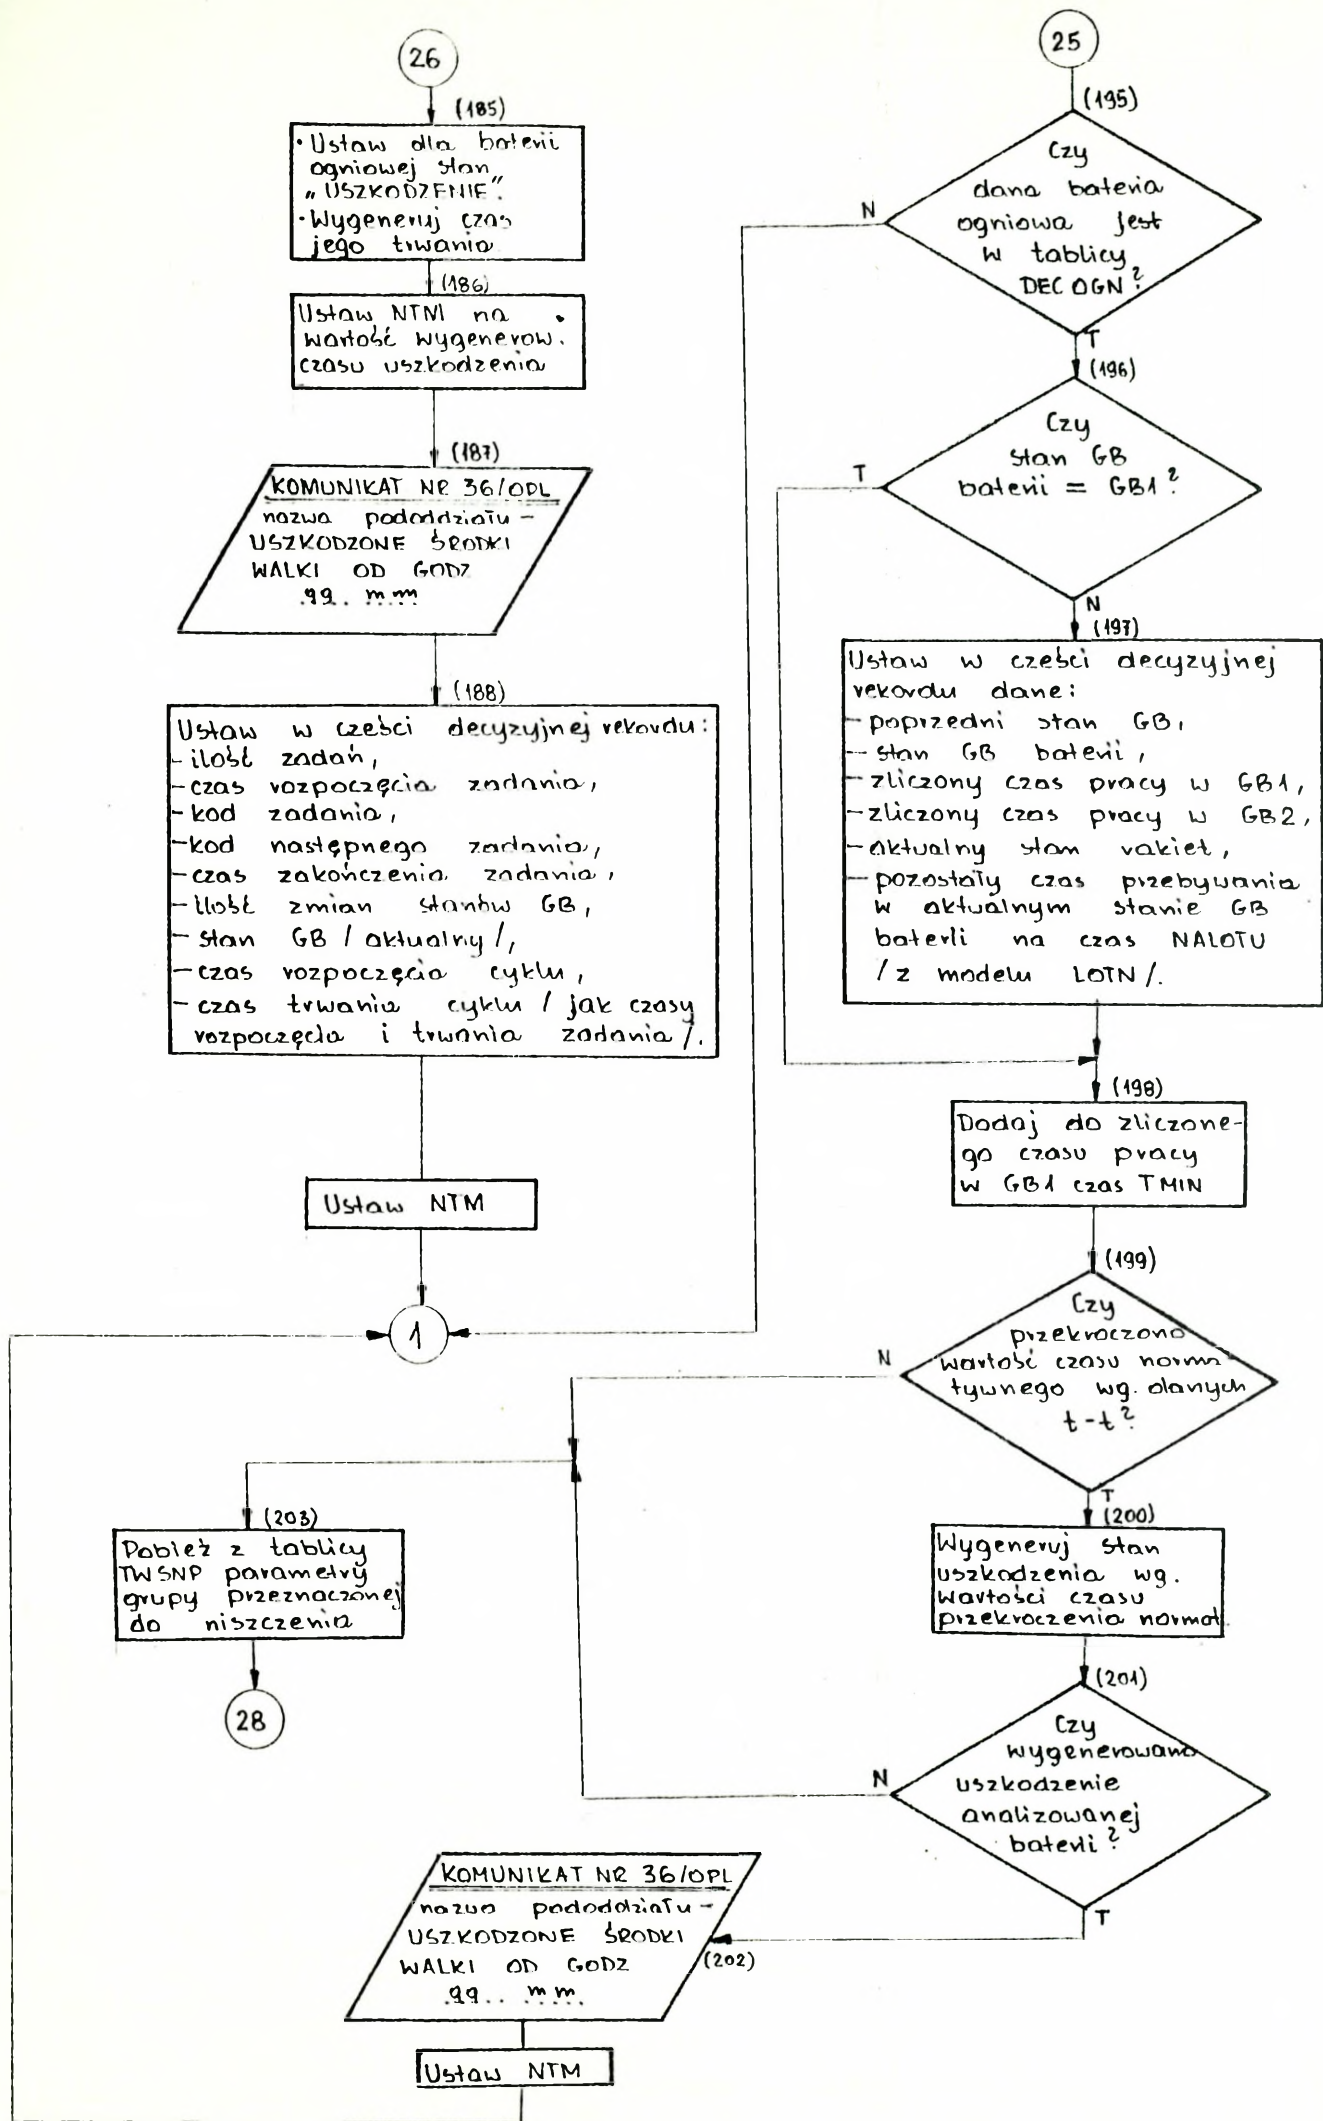 26
(185)
· Ustaw dla baterii
ogniowej stan
„USZKODZENIE".
· Wygeneruj czas
jego trwania
(186)
Ustaw NTM na
wartość wygenerow.
czasu uszkodzenia
(187)
KOMUNIKAT NR 36/OPL
nazwa pododdziału -
USZKODZONE ŚRODKI
WALKI OD GODZ
.gg.. m.m.
(188)
Ustaw w cześci decyzyjnej rekordu:
- ilość zadań,
- czas rozpoczęcia zadania,
- kod zadania,
- kod następnego zadania,
- czas zakończenia zadania,
- ilość zmian stanów GB,
- stan GB / aktualny /,
- czas rozpoczęcia cyklu,
- czas trwania cyklu / jak czasy
rozpoczęcia i trwania zadania /.
Ustaw NTM
1
25
(195)
Czy
dana bateria
ogniowa jest
w tablicy
DECOGN?
N
T
(196)
Czy
stan GB
baterii = GB1?
T
N
(197)
Ustaw w cześci decyzyjnej
rekordu dane:
- poprzedni stan GB,
- stan GB baterii,
- zliczony czas pracy w GB1,
- zliczony czas pracy w GB2,
- aktualny stan rakiet,
- pozostały czas przebywania
w aktualnym stanie GB
baterii na czas NALOTU
/ z modelu LOTN /.
(198)
Dodaj do zliczone-
go czasu pracy
w GB1 czas TMIN
(199)
Czy
przekroczono
wartość czasu norma
tywnego wg. danych
t-t?
N
T
(200)
Wygeneruj stan
uszkodzenia wg.
wartości czasu
przekroczenia normat.
(201)
Czy
wygenerowano
uszkodzenie
analizowanej
baterii?
N
T
(203)
Pobież z tablicy
TWSNP parametry
grupy przeznaczonej
do niszczenia
28
KOMUNIKAT NR 36/OPL
nazwa pododdziału -
USZKODZONE ŚRODKI
WALKI OD GODZ
.gg.. m.m.
(202)
Ustaw NTM